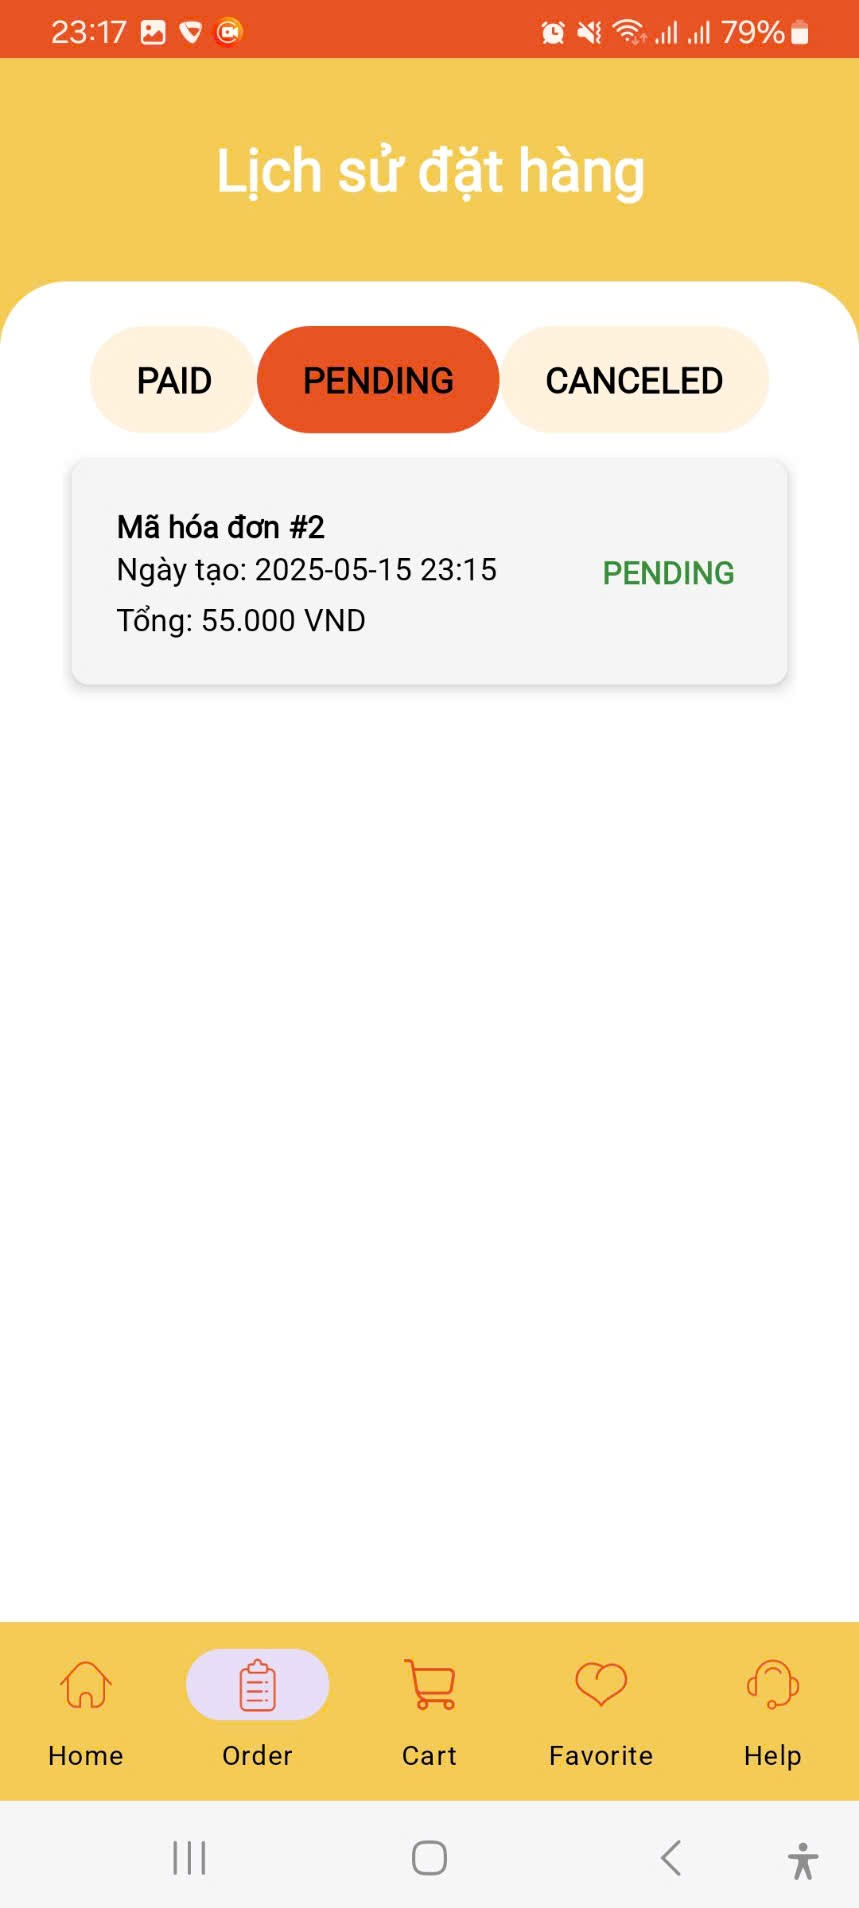 23:17 79%
Lịch sử đặt hàng
PAID PENDING CANCELED
Mã hóa đơn #2
Ngày tạo: 2025-05-15 23:15
PENDING
Tổng: 55.000 VND
Home Order Cart Favorite Help